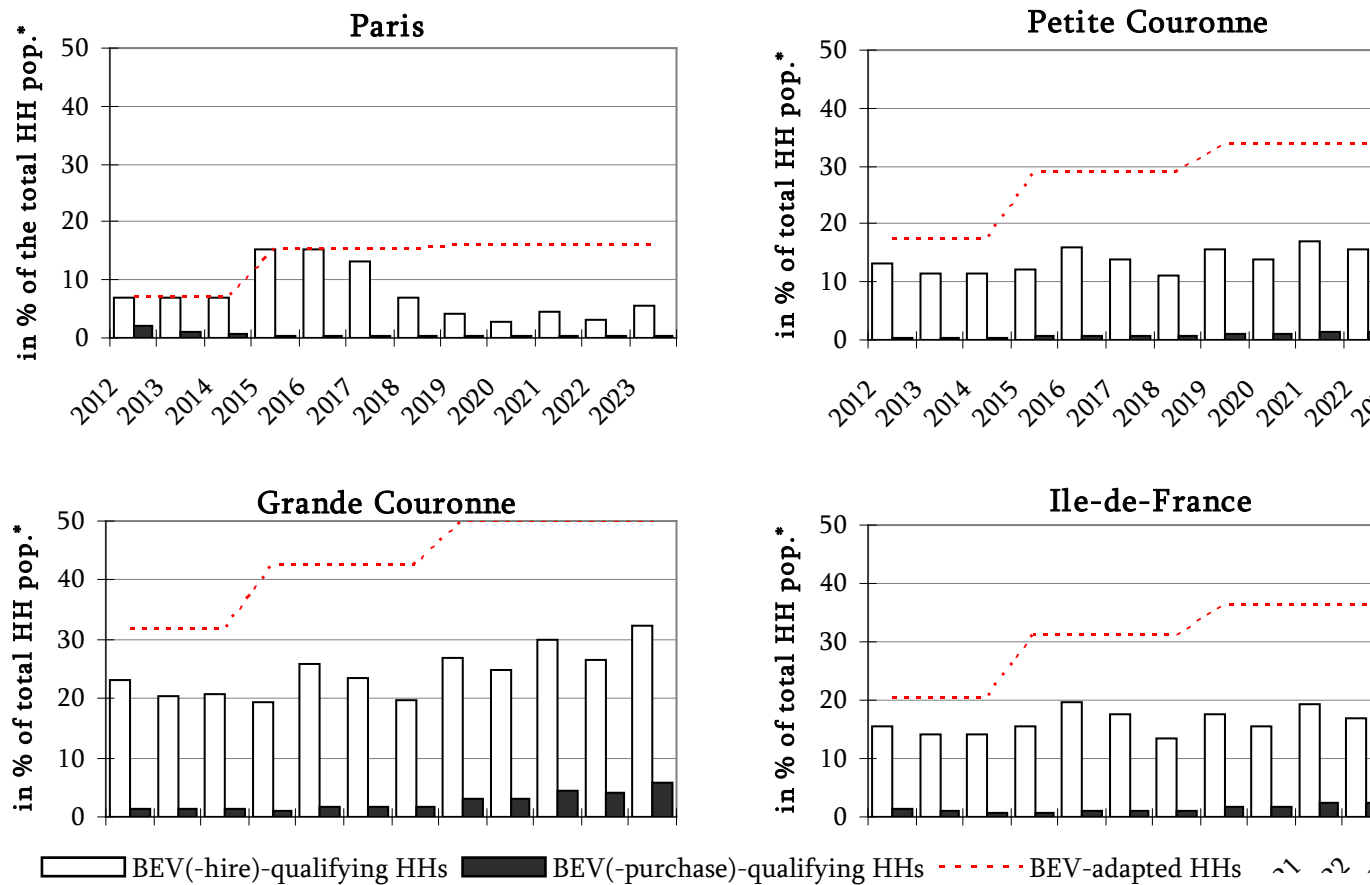 Paris
in % of the total HH pop.*
50
40
30
20
10
0
2012 2013 2014 2015 2016 2017 2018 2019 2020 2021 2022 2023
Petite Couronne
in % of total HH pop.*
50
40
30
20
10
0
2012 2013 2014 2015 2016 2017 2018 2019 2020 2021 2022
Grande Couronne
in % of total HH pop.*
50
40
30
20
10
0
Ile-de-France
in % of total HH pop.*
50
40
30
20
10
0
BEV(-hire)-qualifying HHs BEV(-purchase)-qualifying HHs BEV-adapted HHs